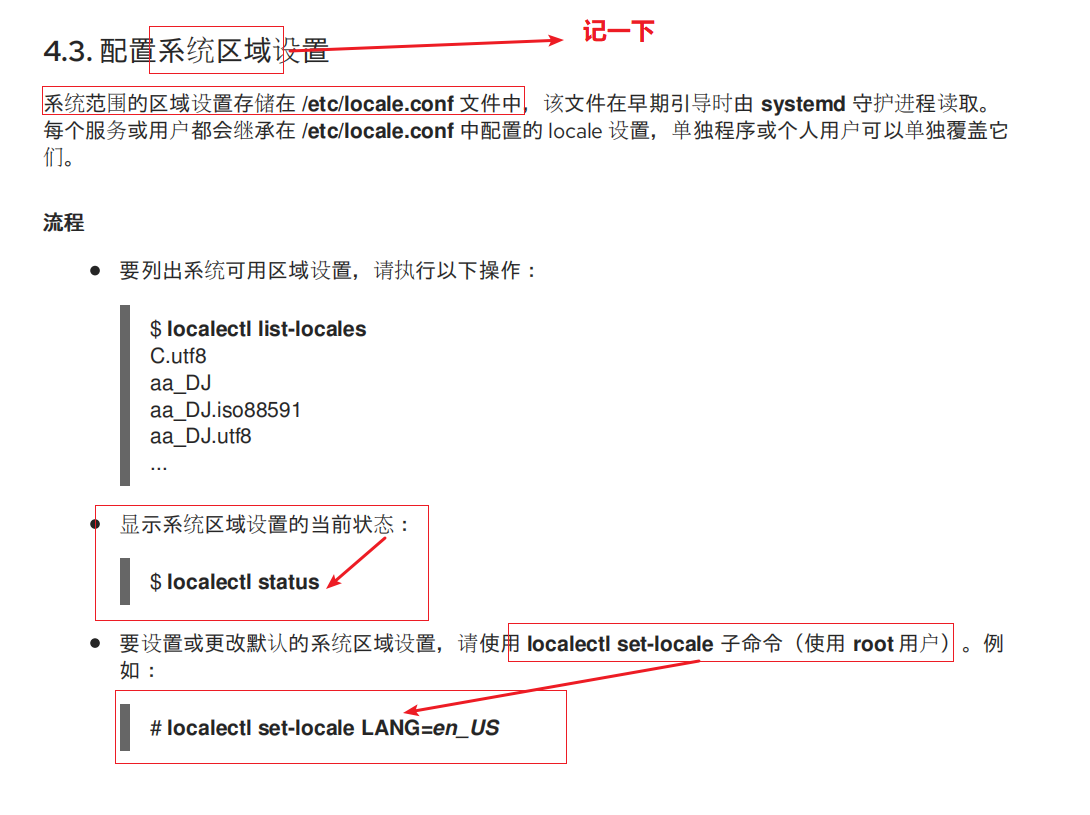 4.3. 配置系统区域设置
记一下
系统范围的区域设置存储在 /etc/locale.conf 文件中，该文件在早期引导时由 systemd 守护进程读取。
每个服务或用户都会继承在 /etc/locale.conf 中配置的 locale 设置，单独程序或个人用户可以单独覆盖它
们。
流程
● 要列出系统可用区域设置，请执行以下操作：
$ localectl list-locales
C.utf8
aa_DJ
aa_DJ.iso88591
aa_DJ.utf8
...
● 显示系统区域设置的当前状态：
$ localectl status
● 要设置或更改默认的系统区域设置，请使用 localectl set-locale 子命令（使用 root 用户）。例
如：
# localectl set-locale LANG=en_US